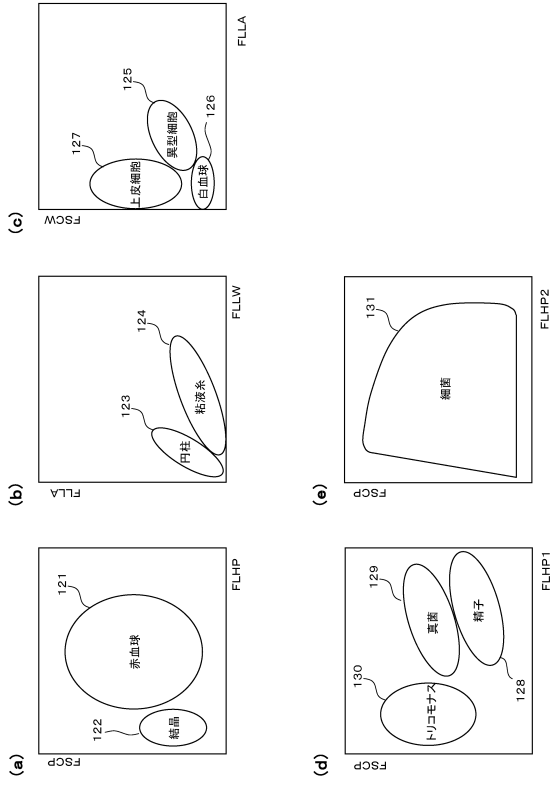 (a)
FSCP
121
122
赤血球
結晶
FLHP
(b)
FLLA
123
124
円柱
粘液糸
FLLW
(c)
FSCW
127
125
上皮細胞
異型細胞
白血球
126
FLLA
(d)
FSCP
130
129
トリコモナス
真菌
精子
128
FLHP1
(e)
FSCP
131
細菌
FLHP2